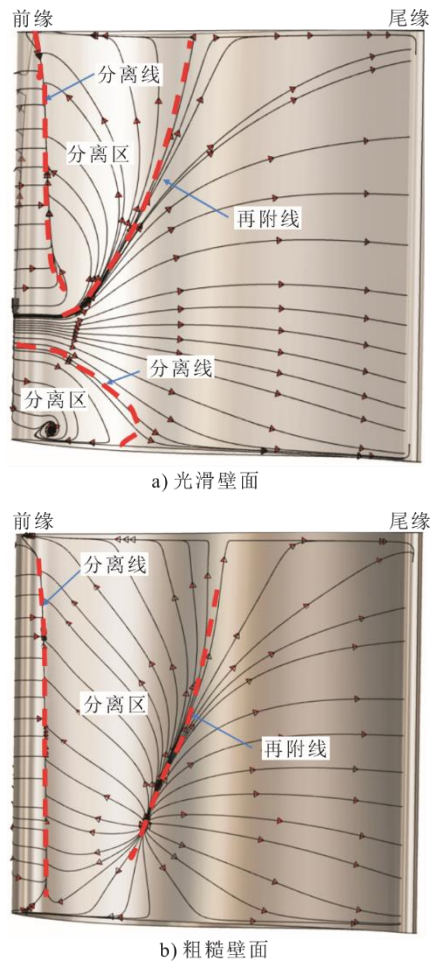 前缘 尾缘
分离线
分离区
再附线
分离线
分离区
a) 光滑壁面
前缘 尾缘
分离线
分离区
再附线
b) 粗糙壁面